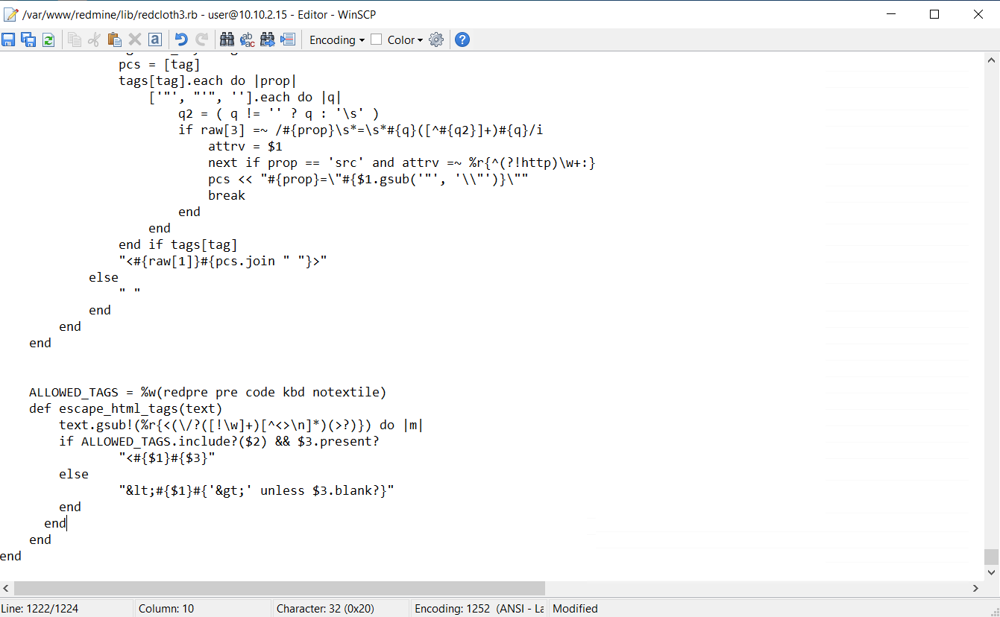 /var/www/redmine/lib/redcloth3.rb - user@10.10.2.15 - Editor - WinSCP
Encoding Color
pcs = [tag]
tags[tag].each do |prop|
['"', "'", ''].each do |q|
q2 = ( q != '' ? q : '\s' )
if raw[3] =~ /#{prop}\s*=\s*#{q}([^#{q2}]+)#{q}/i
attrv = $1
next if prop == 'src' and attrv =~ %r{^(?!http)\w+:}
pcs << "#{prop}=\"#{$1.gsub('"', '\\"')}\""
break
end
end
end if tags[tag]
"<#{raw[1]}#{pcs.join " "}>"
else
" "
end
end
end
ALLOWED_TAGS = %w(redpre pre code kbd notextile)
def escape_html_tags(text)
text.gsub!(%r{<(\/?([!\w]+)[^<>\n]*)(>?)}) do |m|
if ALLOWED_TAGS.include?($2) && $3.present?
"<#{$1}#{$3}"
else
"&lt;#{$1}#{'&gt;' unless $3.blank?}"
end
end
end
end
Line: 1222/1224 Column: 10 Character: 32 (0x20) Encoding: 1252 (ANSI - La Modified